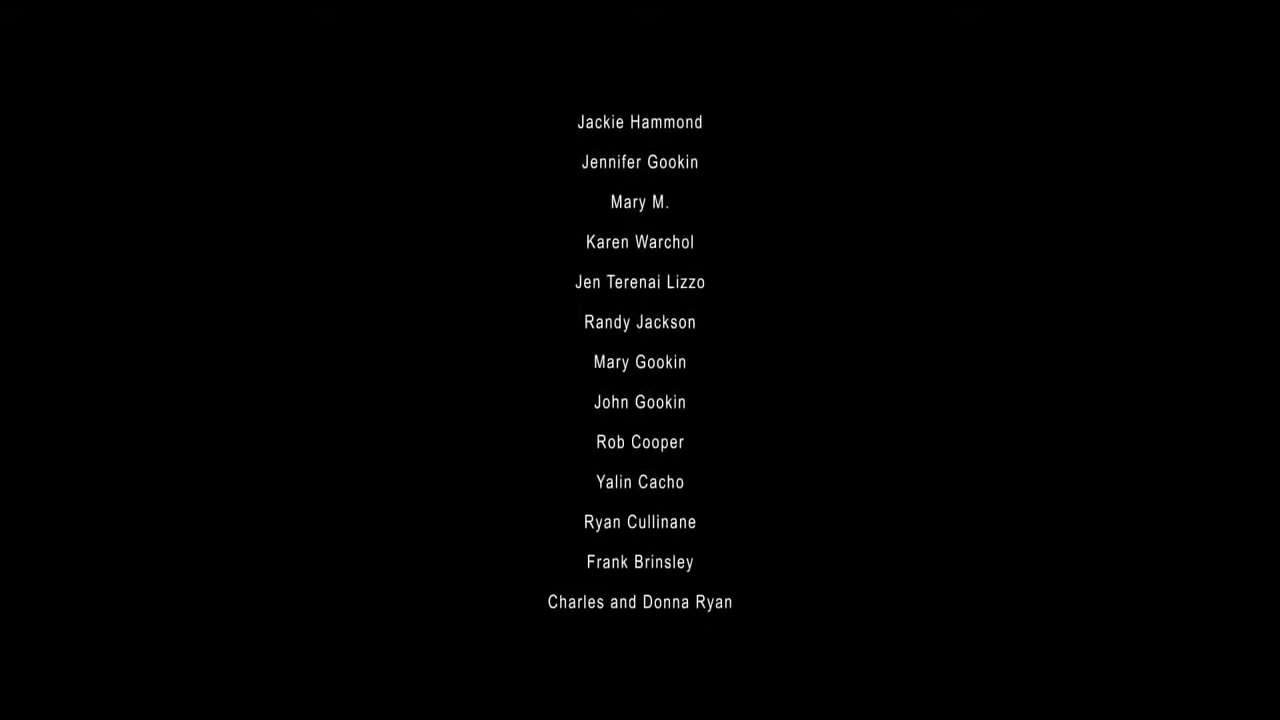 Jackie Hammond
Jennifer Gookin
Mary M.
Karen Warchol
Jen Terenai Lizzo
Randy Jackson
Mary Gookin
John Gookin
Rob Cooper
Yalin Cacho
Ryan Cullinane
Frank Brinsley
Charles and Donna Ryan